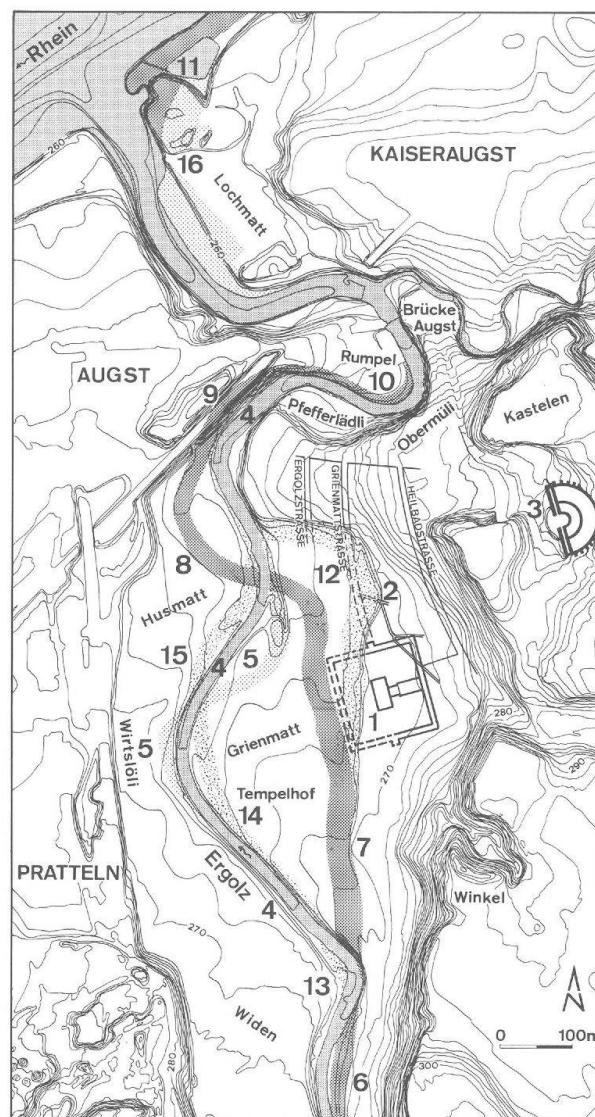 Rhein
11
KAISERAUGST
260
16
Lochmatt
260
Brücke
Augst
Rumpel
10
AUGST
9
4
Pfefferlädli
Obermüli
Kastelen
ERGOLZSTRASSE
GRIENMATTSTRASSE
HEILBADSTRASSE
3
8
12
2
Husmatt
15
4
5
1
280
5
Wirtslöli
Grienmatt
270
290
Tempelhof
14
7
PRATTELN
Ergolz
4
Winkel
270
13
Widen
N
0 100m
280
6
300